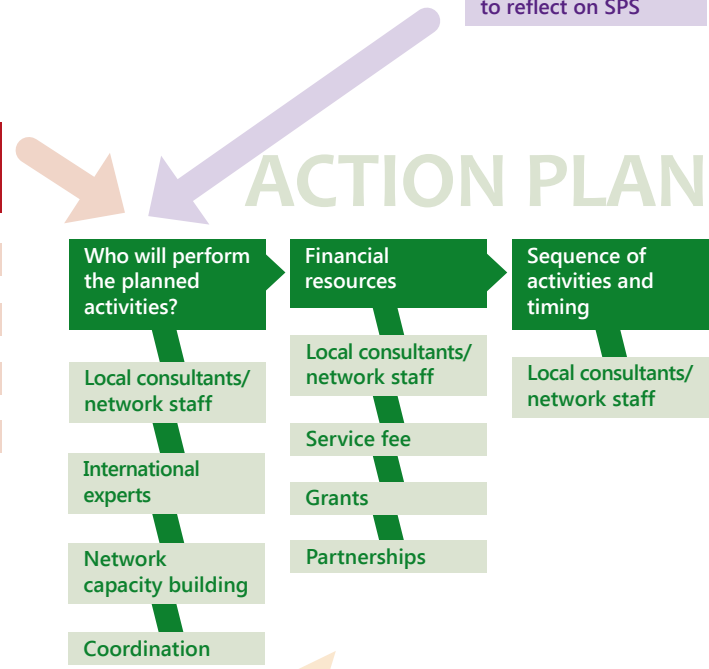 to reflect on SPS
ACTION PLAN
Who will perform
the planned
activities?
Local consultants/
network staff
International
experts
Network
capacity building
Coordination
Financial
resources
Local consultants/
network staff
Service fee
Grants
Partnerships
Sequence of
activities and
timing
Local consultants/
network staff